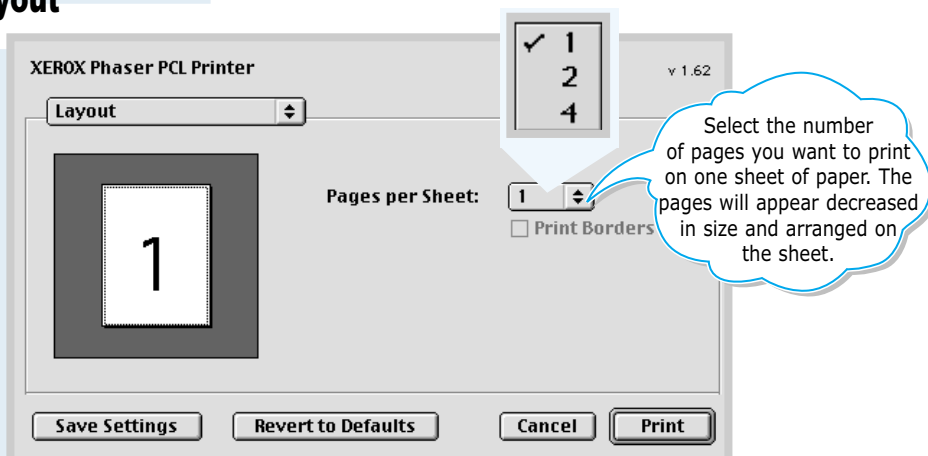 XEROX Phaser PCL Printer
v 1.62
Layout
✓ 1
2
4
Select the number
of pages you want to print
on one sheet of paper. The
pages will appear decreased
in size and arranged on
the sheet.
Pages per Sheet:
1
Print Borders
1
Save Settings
Revert to Defaults
Cancel
Print